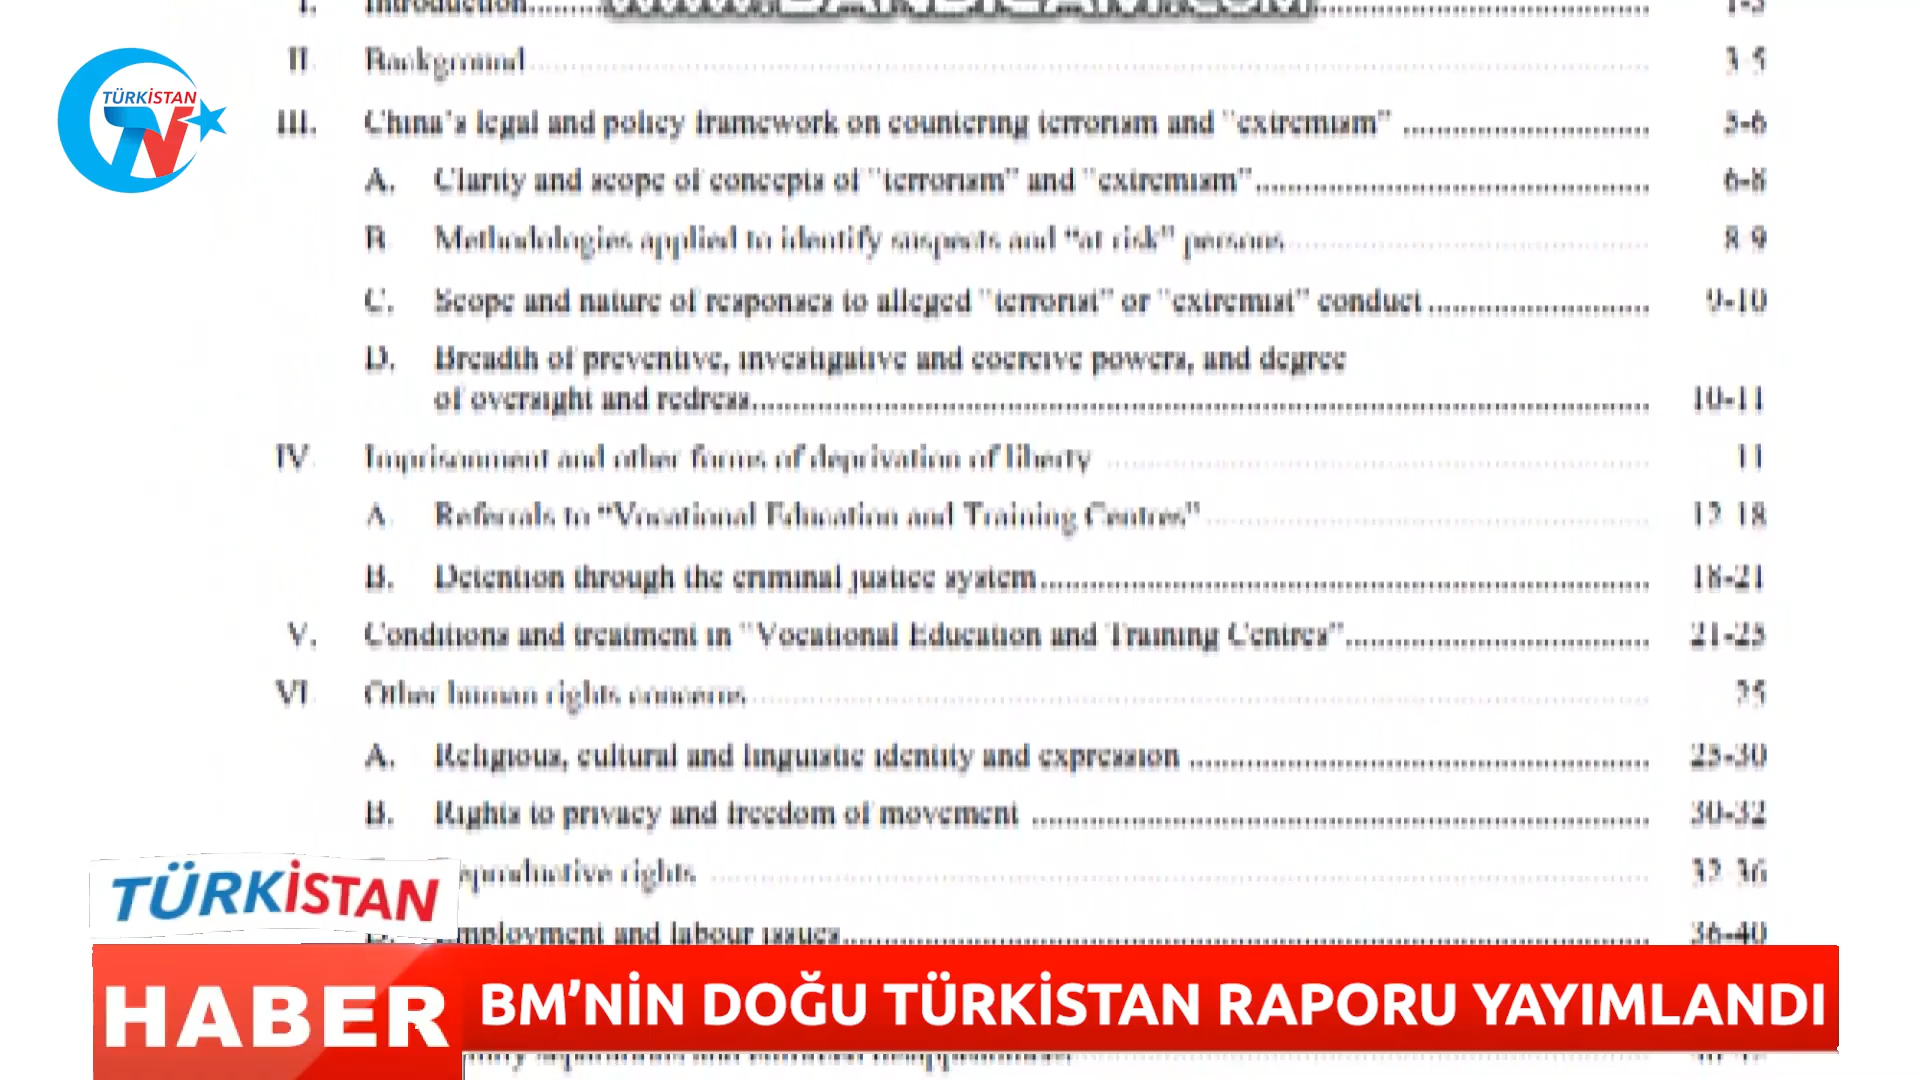 I. Introduction 1-3
WWW.BANDICAM.COM
II. Background 3-5
TÜRKİSTAN
TV
III. China's legal and policy framework on countering terrorism and "extremism" 5-6
A. Clarity and scope of concepts of "terrorism" and "extremism" 6-8
B. Methodologies applied to identify suspects and "at risk" persons 8-9
C. Scope and nature of responses to alleged "terrorist" or "extremist" conduct 9-10
D. Breadth of preventive, investigative and coercive powers, and degree
of oversight and redress 10-11
IV. Imprisonment and other forms of deprivation of liberty 11
A. Referrals to "Vocational Education and Training Centres" 12-18
B. Detention through the criminal justice system 18-21
V. Conditions and treatment in "Vocational Education and Training Centres" 21-25
VI. Other human rights concerns 25
A. Religious, cultural and linguistic identity and expression 25-30
B. Rights to privacy and freedom of movement 30-32
rights 32-36
TÜRKİSTAN
and labour issues 36-40
HABER
BM'NİN DOĞU TÜRKİSTAN RAPORU YAYIMLANDI